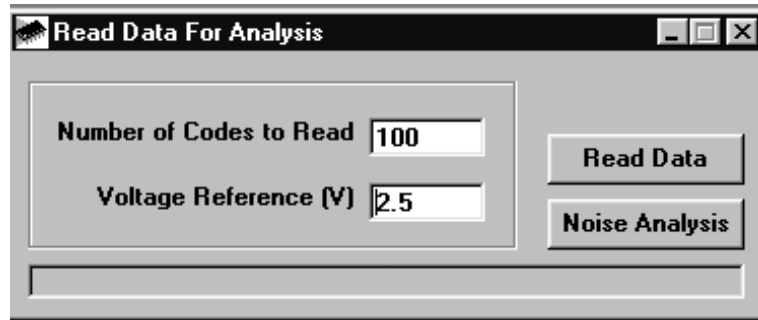 Read Data For Analysis
Number of Codes to Read 100
Voltage Reference (V) 2.5
Read Data
Noise Analysis